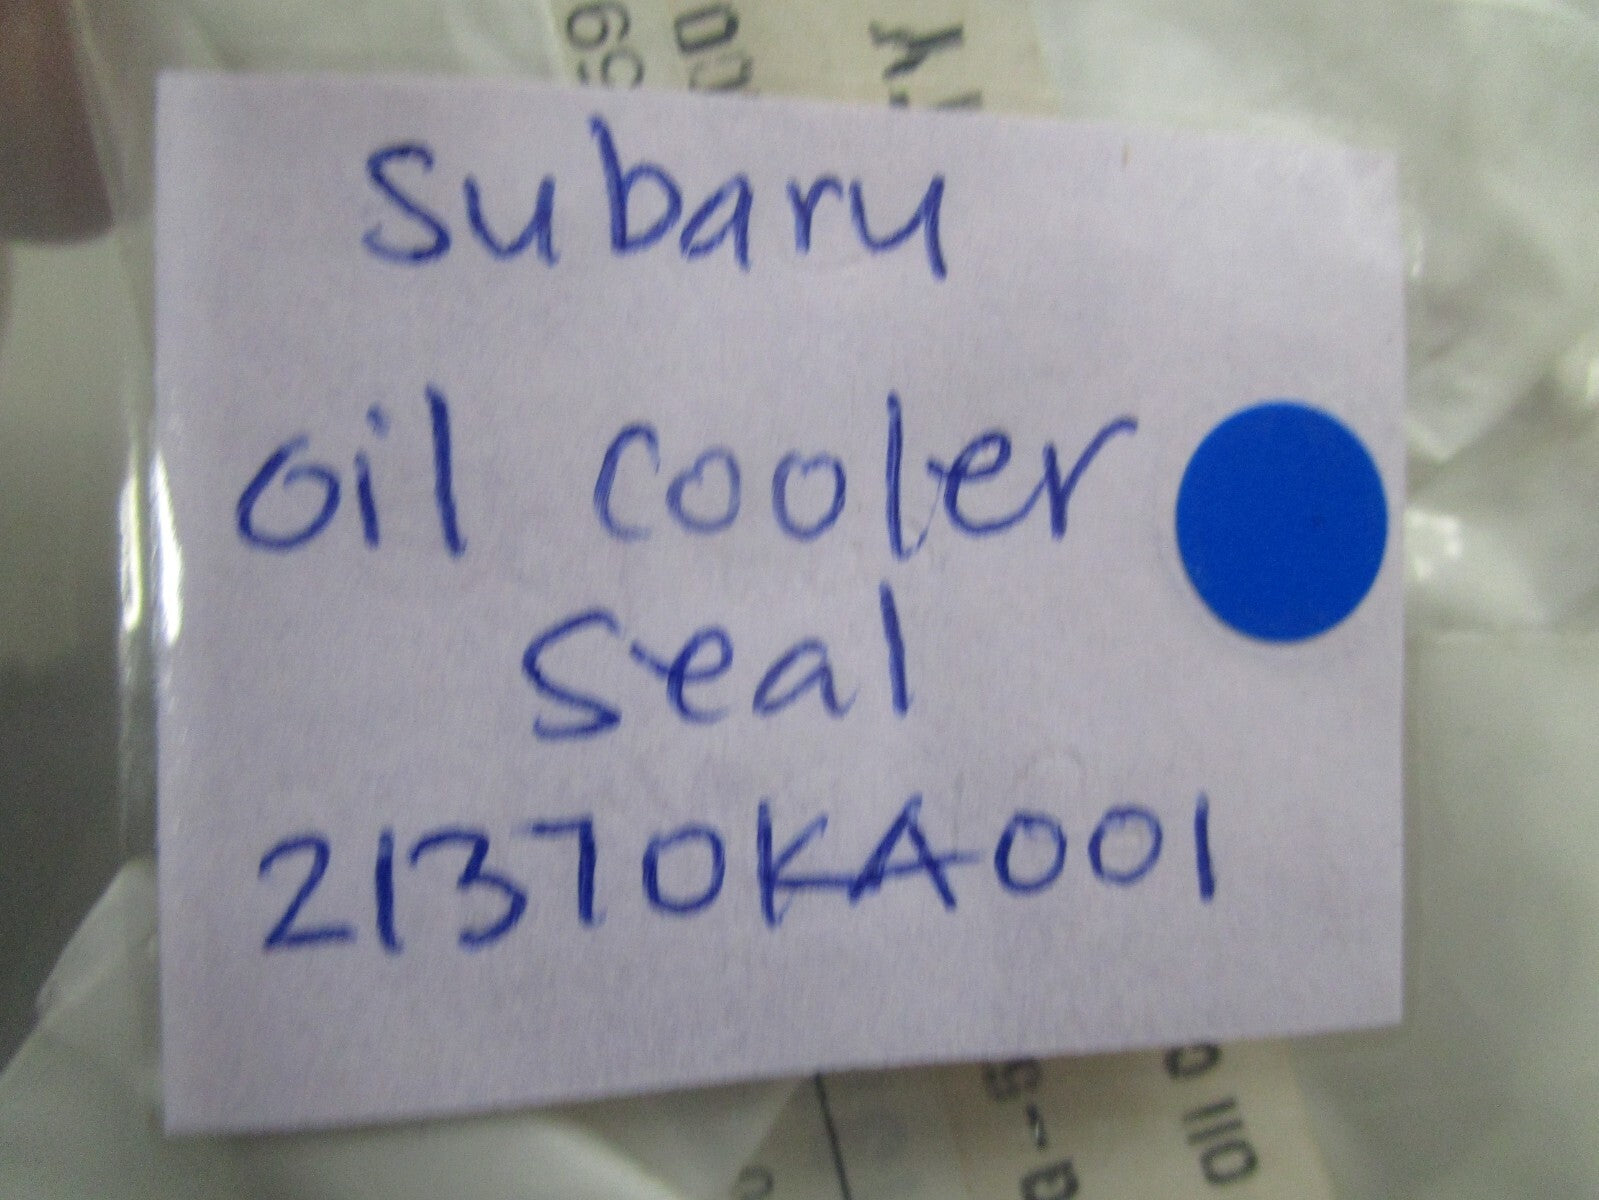 Subaru
oil cooler
seal
21370KA001